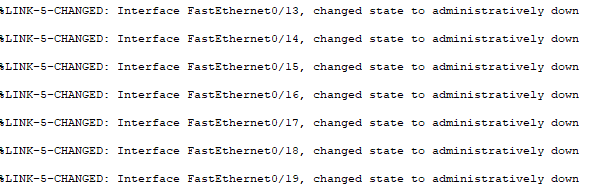 %LINK-5-CHANGED: Interface FastEthernet0/13, changed state to administratively down
%LINK-5-CHANGED: Interface FastEthernet0/14, changed state to administratively down
%LINK-5-CHANGED: Interface FastEthernet0/15, changed state to administratively down
%LINK-5-CHANGED: Interface FastEthernet0/16, changed state to administratively down
%LINK-5-CHANGED: Interface FastEthernet0/17, changed state to administratively down
%LINK-5-CHANGED: Interface FastEthernet0/18, changed state to administratively down
%LINK-5-CHANGED: Interface FastEthernet0/19, changed state to administratively down